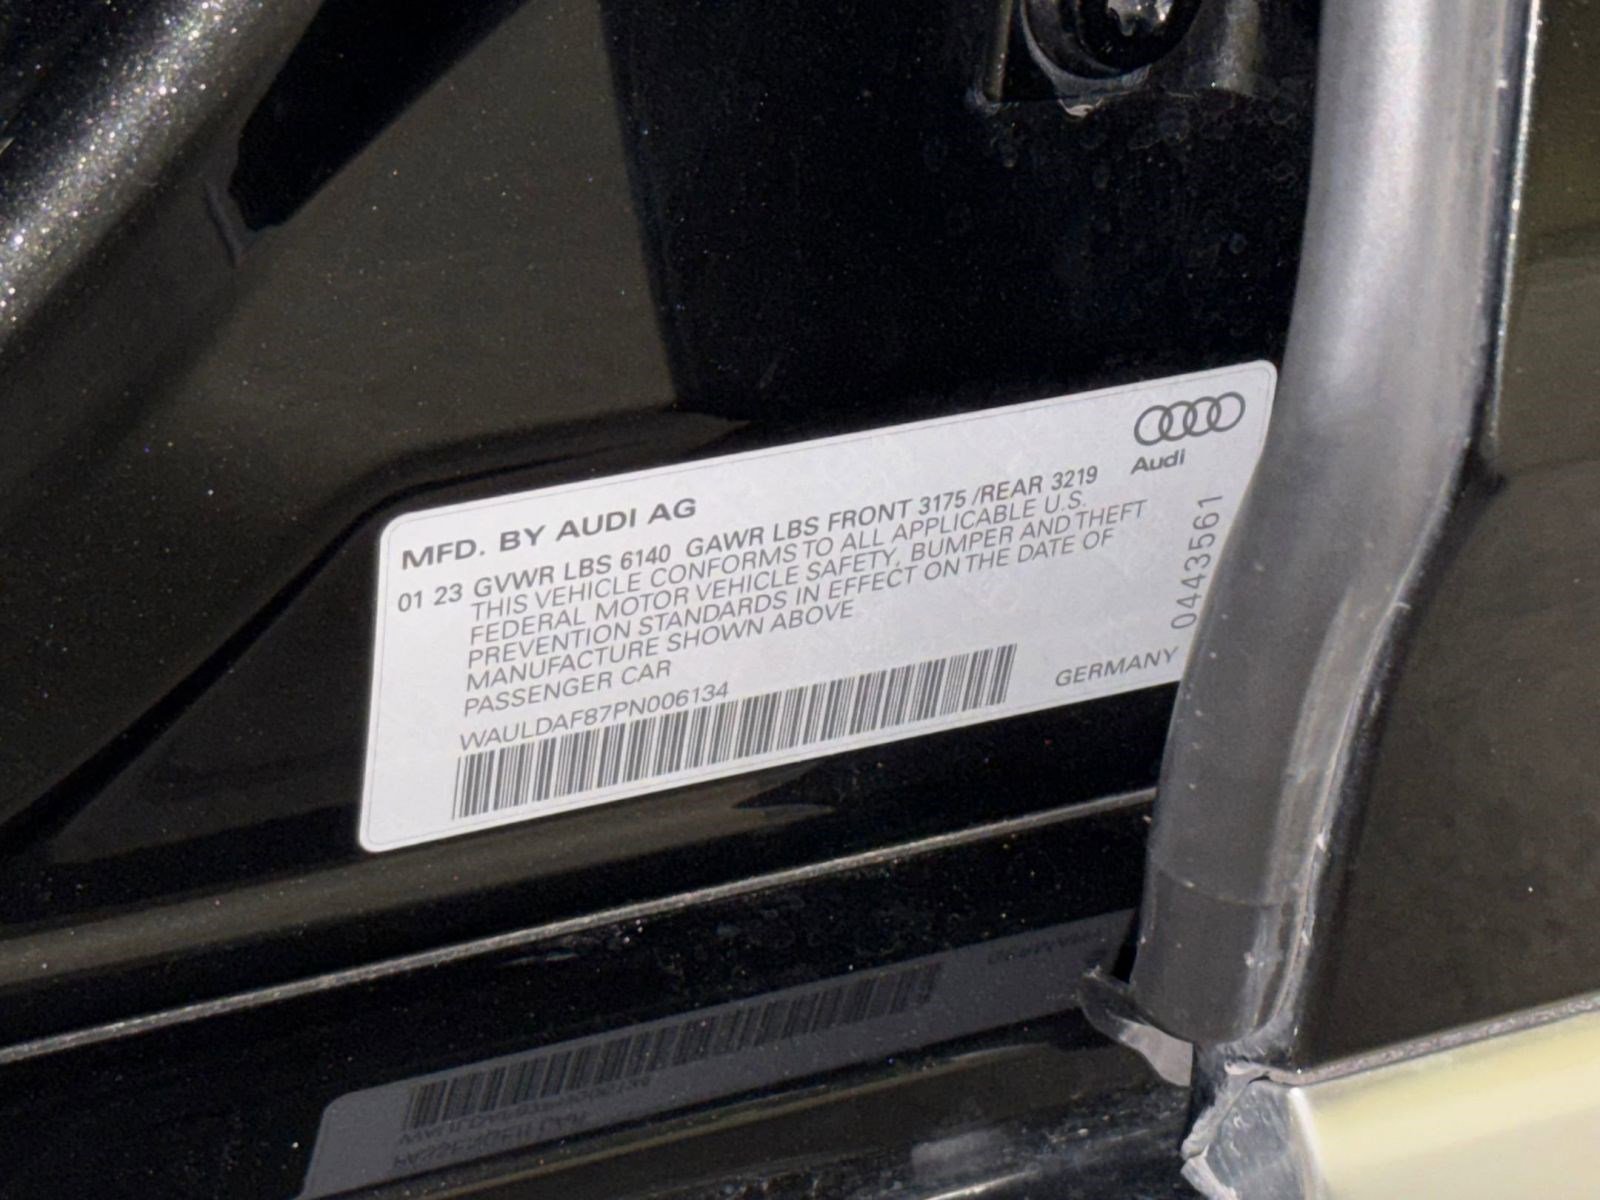 MFD. BY AUDI AG
Audi
01 23 GVWR LBS 6140 GAWR LBS FRONT 3175 /REAR 3219
THIS VEHICLE CONFORMS TO ALL APPLICABLE U.S.
FEDERAL MOTOR VEHICLE SAFETY, BUMPER AND THEFT
PREVENTION STANDARDS IN EFFECT ON THE DATE OF
MANUFACTURE SHOWN ABOVE
PASSENGER CAR
WAULDAF87PN006134
GERMANY
04443561